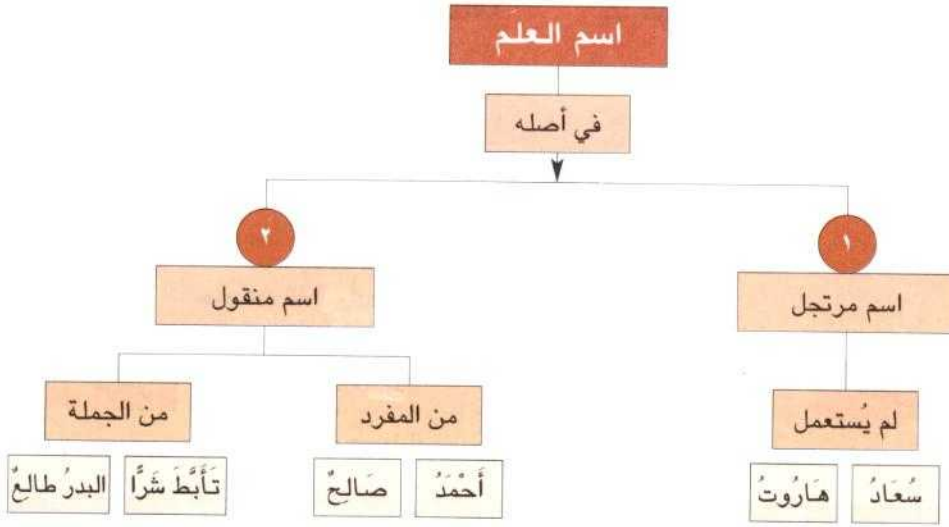 اسم العلم
في أصله
١
اسم مرتجل
لم يُستعمل
سُعَادُ
هَارُوتُ
٢
اسم منقول
من المفرد
أَحْمَدُ
صَالحٌ
من الجملة
تَأَبَّطَ شَرًّا
البدرُ طالعٌ